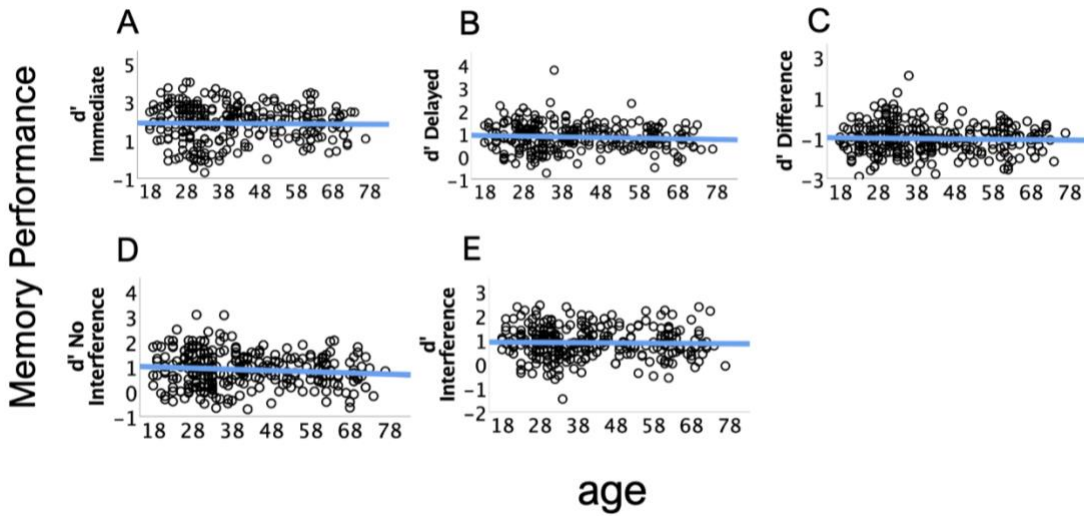 A
B
C
Memory Performance
d'
Immediate
5
3
1
-1
18 28 38 48 58 68 78
d' Delayed
4
3
2
1
0
-1
18 28 38 48 58 68 78
d' Difference
3
1
-1
-3
18 28 38 48 58 68 78
D
E
d' No
Interference
4
3
2
1
0
-1
18 28 38 48 58 68 78
d'
Interference
3
2
1
0
-1
-2
18 28 38 48 58 68 78
age